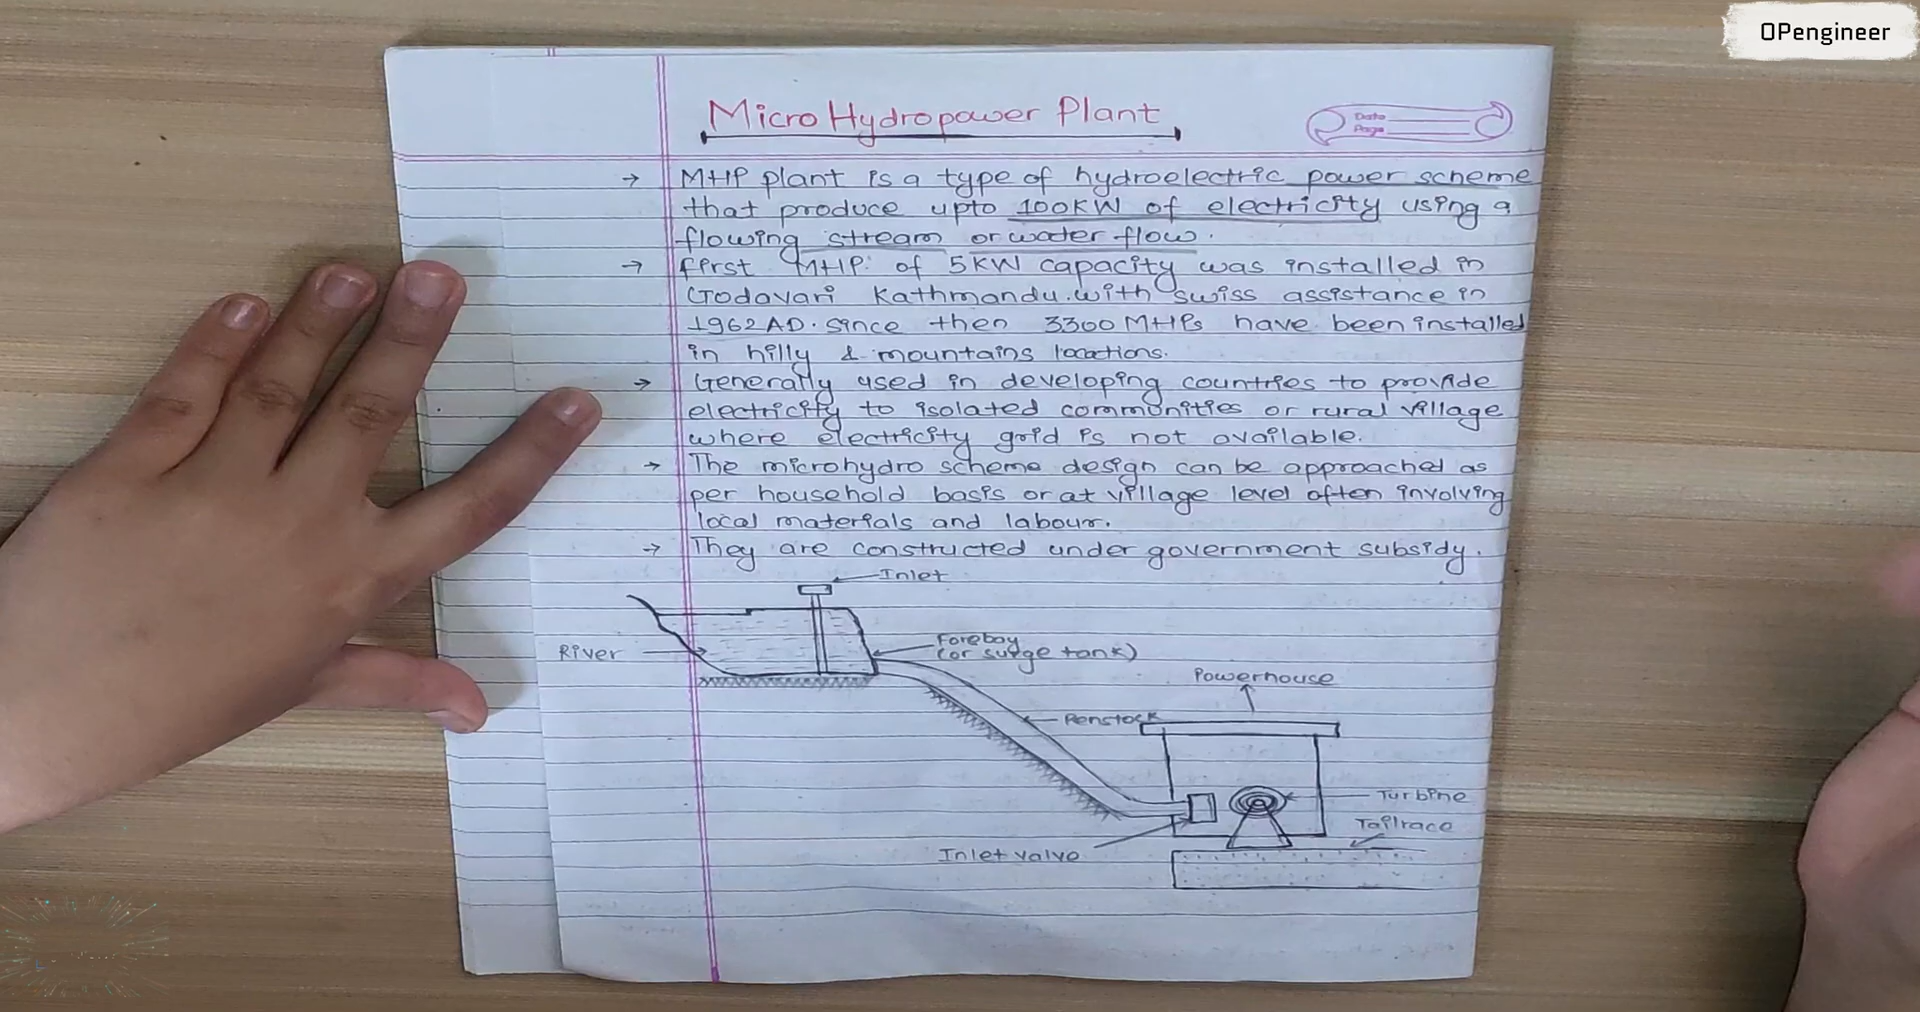 OPengineer
Micro Hydropower Plant
Date
Page
→ MHP plant is a type of hydroelectric power scheme
that produce upto 100KW of electricity using a
flowing stream or water flow.
→ first MHP. of 5KW capacity was installed in
Godavari Kathmandu.with swiss assistance in
1962AD. since then 3300 MHPs have been installed
in hilly & mountains locations.
→ Generally used in developing countries to provide
electricity to isolated communities or rural village
where electricity grid is not available.
→ The microhydro scheme design can be approached as
per household basis or at village level often involving
local materials and labour.
→ They are constructed under government subsidy.
Inlet
River
Forebay
(or surge tank)
Powerhouse
Penstock
Turbine
Tailrace
Inlet valve